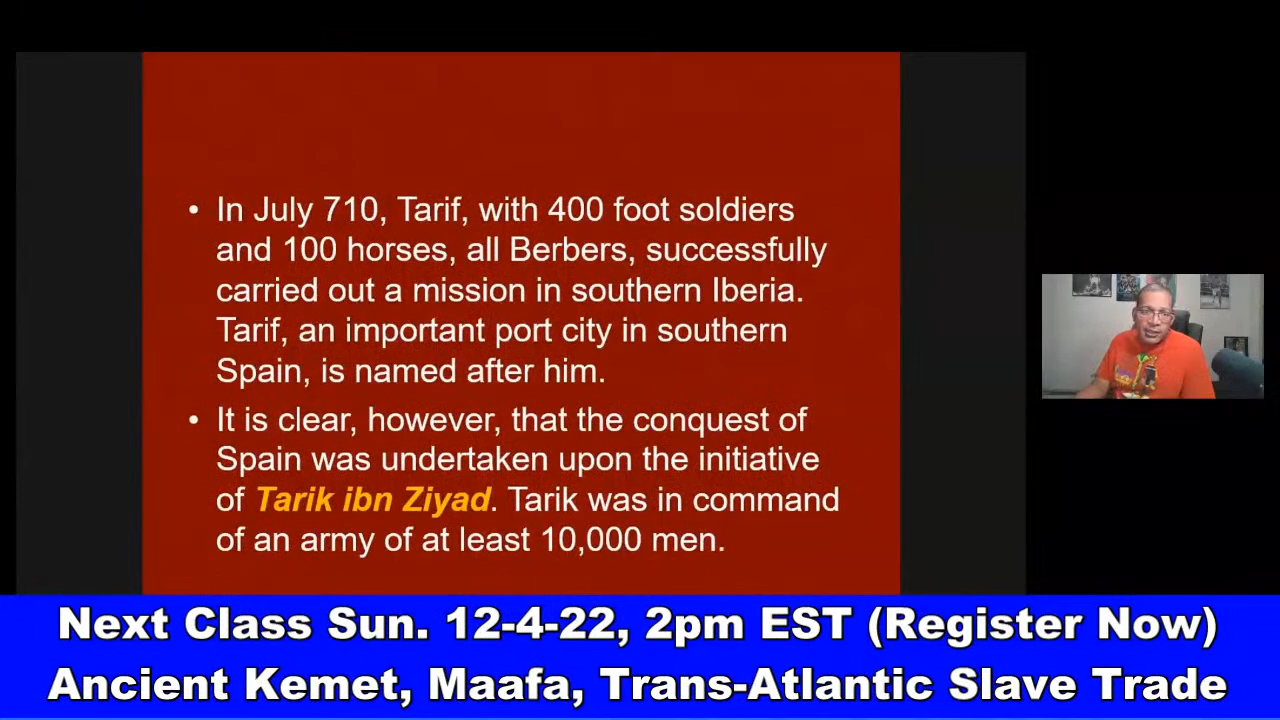 • In July 710, Tarif, with 400 foot soldiers
and 100 horses, all Berbers, successfully
carried out a mission in southern Iberia.
Tarif, an important port city in southern
Spain, is named after him.
• It is clear, however, that the conquest of
Spain was undertaken upon the initiative
of Tarik ibn Ziyad. Tarik was in command
of an army of at least 10,000 men.
Next Class Sun. 12-4-22, 2pm EST (Register Now)
Ancient Kemet, Maafa, Trans-Atlantic Slave Trade